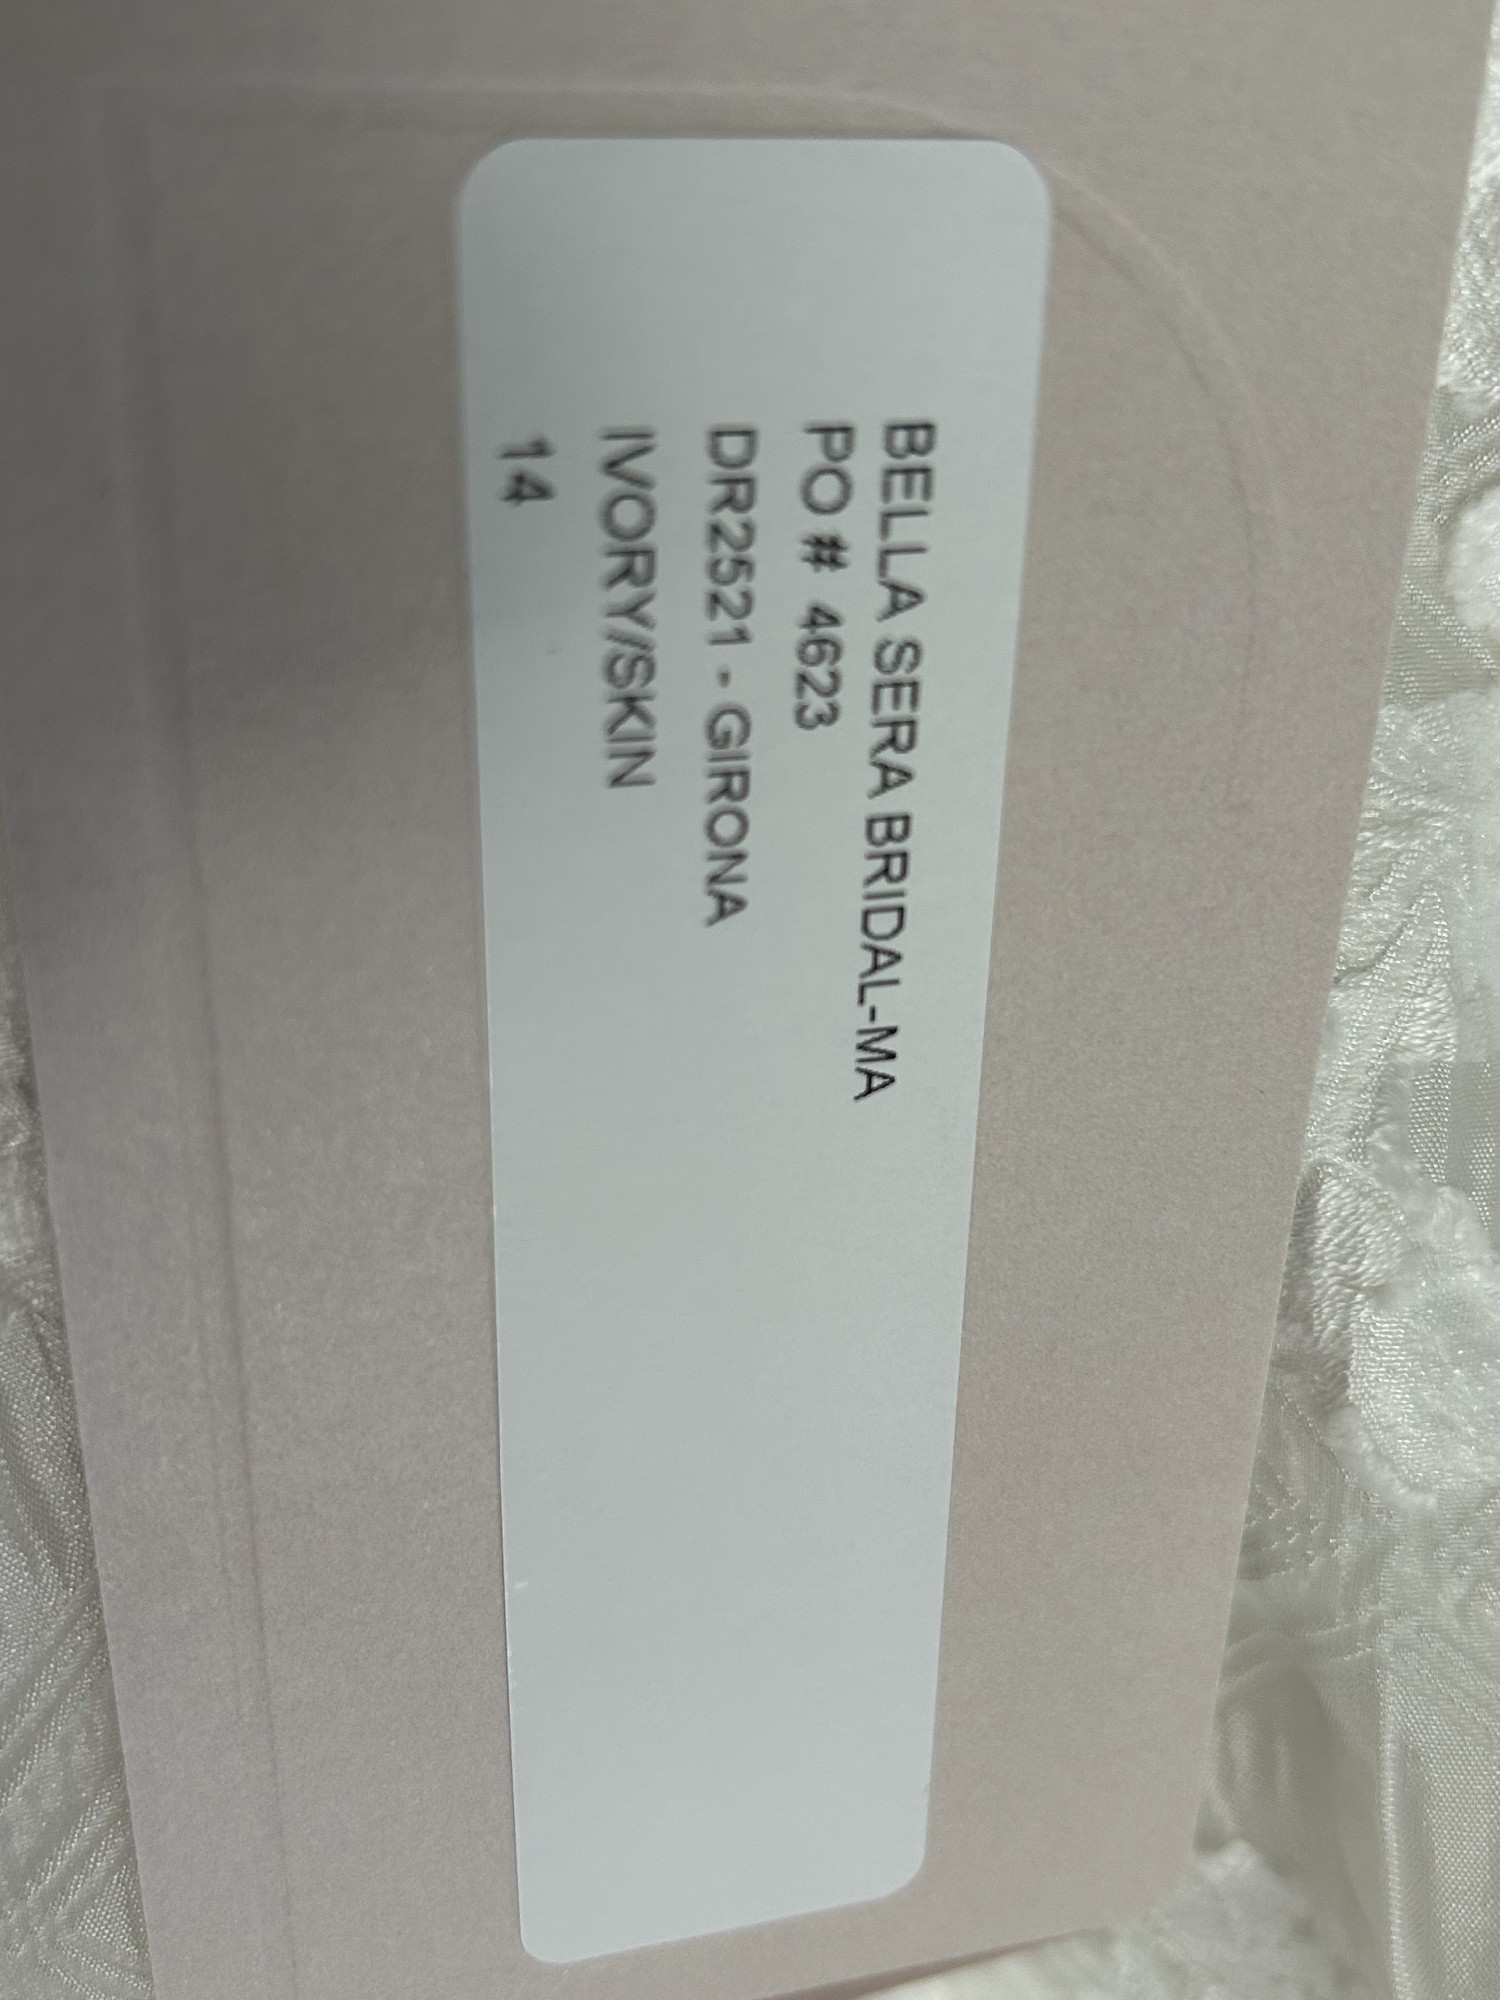 BELLA SERA BRIDAL-MA
PO # 4623
DR2521 - GIRONA
IVORY/SKIN
14